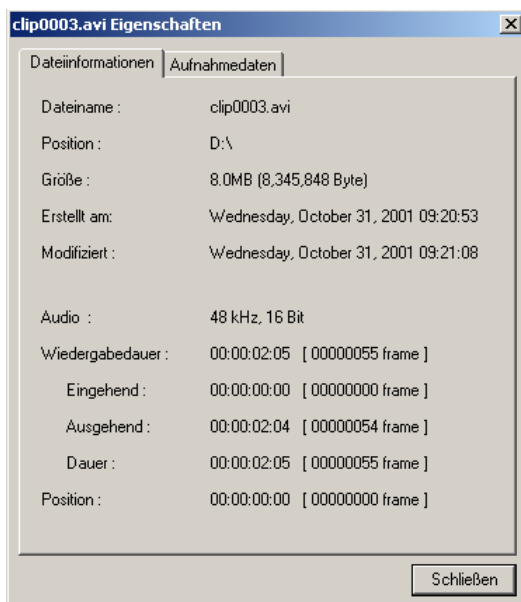 clip0003.avi Eigenschaften
Dateiinformationen Aufnahmedaten
Dateiname : clip0003.avi
Position : D:\
Größe : 8.0MB (8,345,848 Byte)
Erstellt am: Wednesday, October 31, 2001 09:20:53
Modifiziert : Wednesday, October 31, 2001 09:21:08
Audio : 48 kHz, 16 Bit
Wiedergabedauer : 00:00:02:05 [ 00000055 frame ]
Eingehend : 00:00:00:00 [ 00000000 frame ]
Ausgehend : 00:00:02:04 [ 00000054 frame ]
Dauer : 00:00:02:05 [ 00000055 frame ]
Position : 00:00:00:00 [ 00000000 frame ]
Schließen